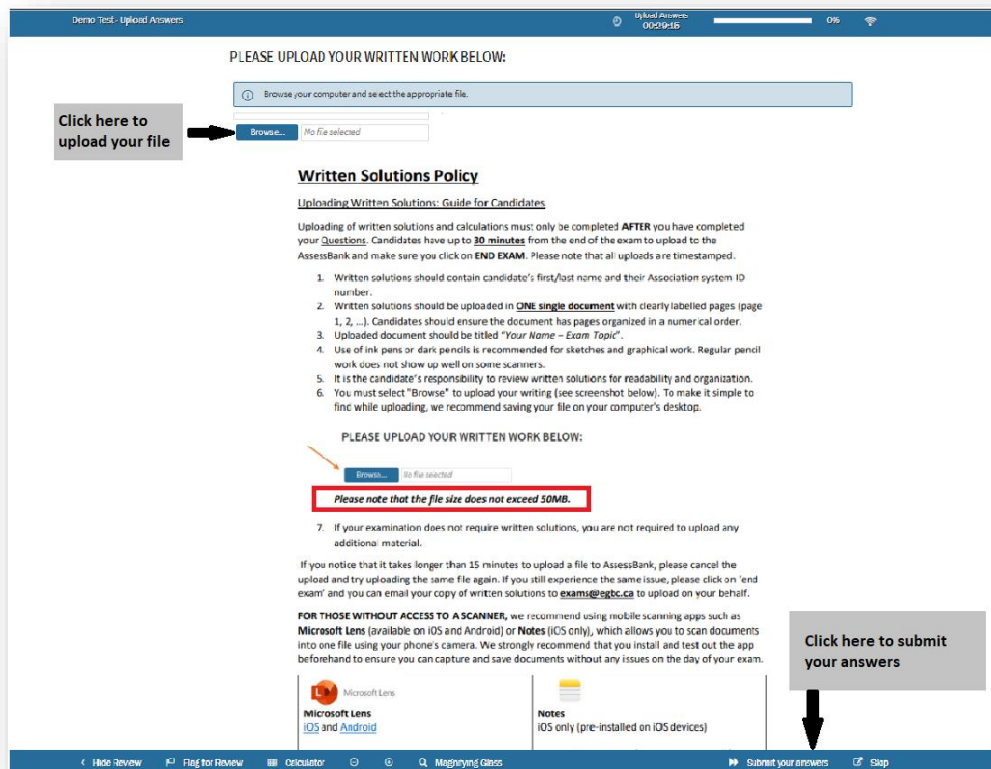 Demo Test - Upload Answers
Upload Answers
00:29:15
0%
PLEASE UPLOAD YOUR WRITTEN WORK BELOW:
Browse your computer and select the appropriate file.
Click here to
upload your file
Browse... No file selected
Written Solutions Policy
Uploading Written Solutions: Guide for Candidates
Uploading of written solutions and calculations must only be completed AFTER you have completed
your Questions. Candidates have up to 30 minutes from the end of the exam to upload to the
AssessBank and make sure you click on END EXAM. Please note that all uploads are timestamped.
1. Written solutions should contain candidate's first/last name and their Association system ID
number.
2. Written solutions should be uploaded in ONE single document with clearly labelled pages (page
1, 2, ...). Candidates should ensure the document has pages organized in a numerical order.
3. Uploaded document should be titled "Your Name – Exam Topic".
4. Use of ink pens or dark pencils is recommended for sketches and graphical work. Regular pencil
work does not show up well on some scanners.
5. It is the candidate's responsibility to review written solutions for readability and organization.
6. You must select "Browse" to upload your writing (see screenshot below). To make it simple to
find while uploading, we recommend saving your file on your computer's desktop.
PLEASE UPLOAD YOUR WRITTEN WORK BELOW:
Browse... No file selected
Please note that the file size does not exceed 50MB.
7. If your examination does not require written solutions, you are not required to upload any
additional material.
If you notice that it takes longer than 15 minutes to upload a file to AssessBank, please cancel the
upload and try uploading the same file again. If you still experience the same issue, please click on 'end
exam' and you can email your copy of written solutions to exams@egbc.ca to upload on your behalf.
FOR THOSE WITHOUT ACCESS TO A SCANNER, we recommend using mobile scanning apps such as
Microsoft Lens (available on iOS and Android) or Notes (iOS only), which allows you to scan documents
into one file using your phone's camera. We strongly recommend that you install and test out the app
beforehand to ensure you can capture and save documents without any issues on the day of your exam.
Click here to submit
your answers
Microsoft Lens
Microsoft Lens
iOS and Android
Notes
iOS only (pre-installed on iOS devices)
Hide Review Flag for Review Calculator Magnifying Glass Submit your answers Skip